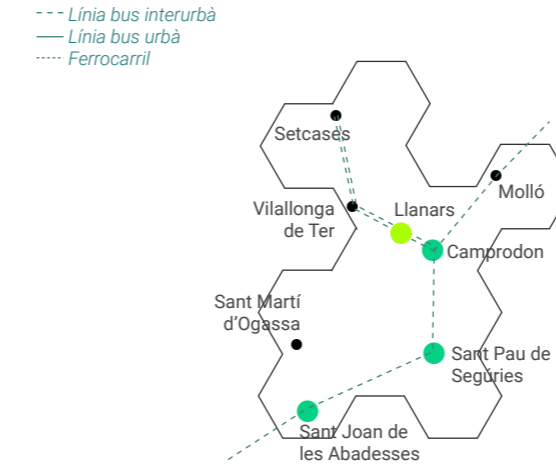 Línia bus interurbà
Línia bus urbà
Ferrocarril
Setcases
Molló
Vilallonga
de Ter
Llanars
Camprodon
Sant Martí
d'Ogassa
Sant Pau de
Segúries
Sant Joan de
les Abadesses